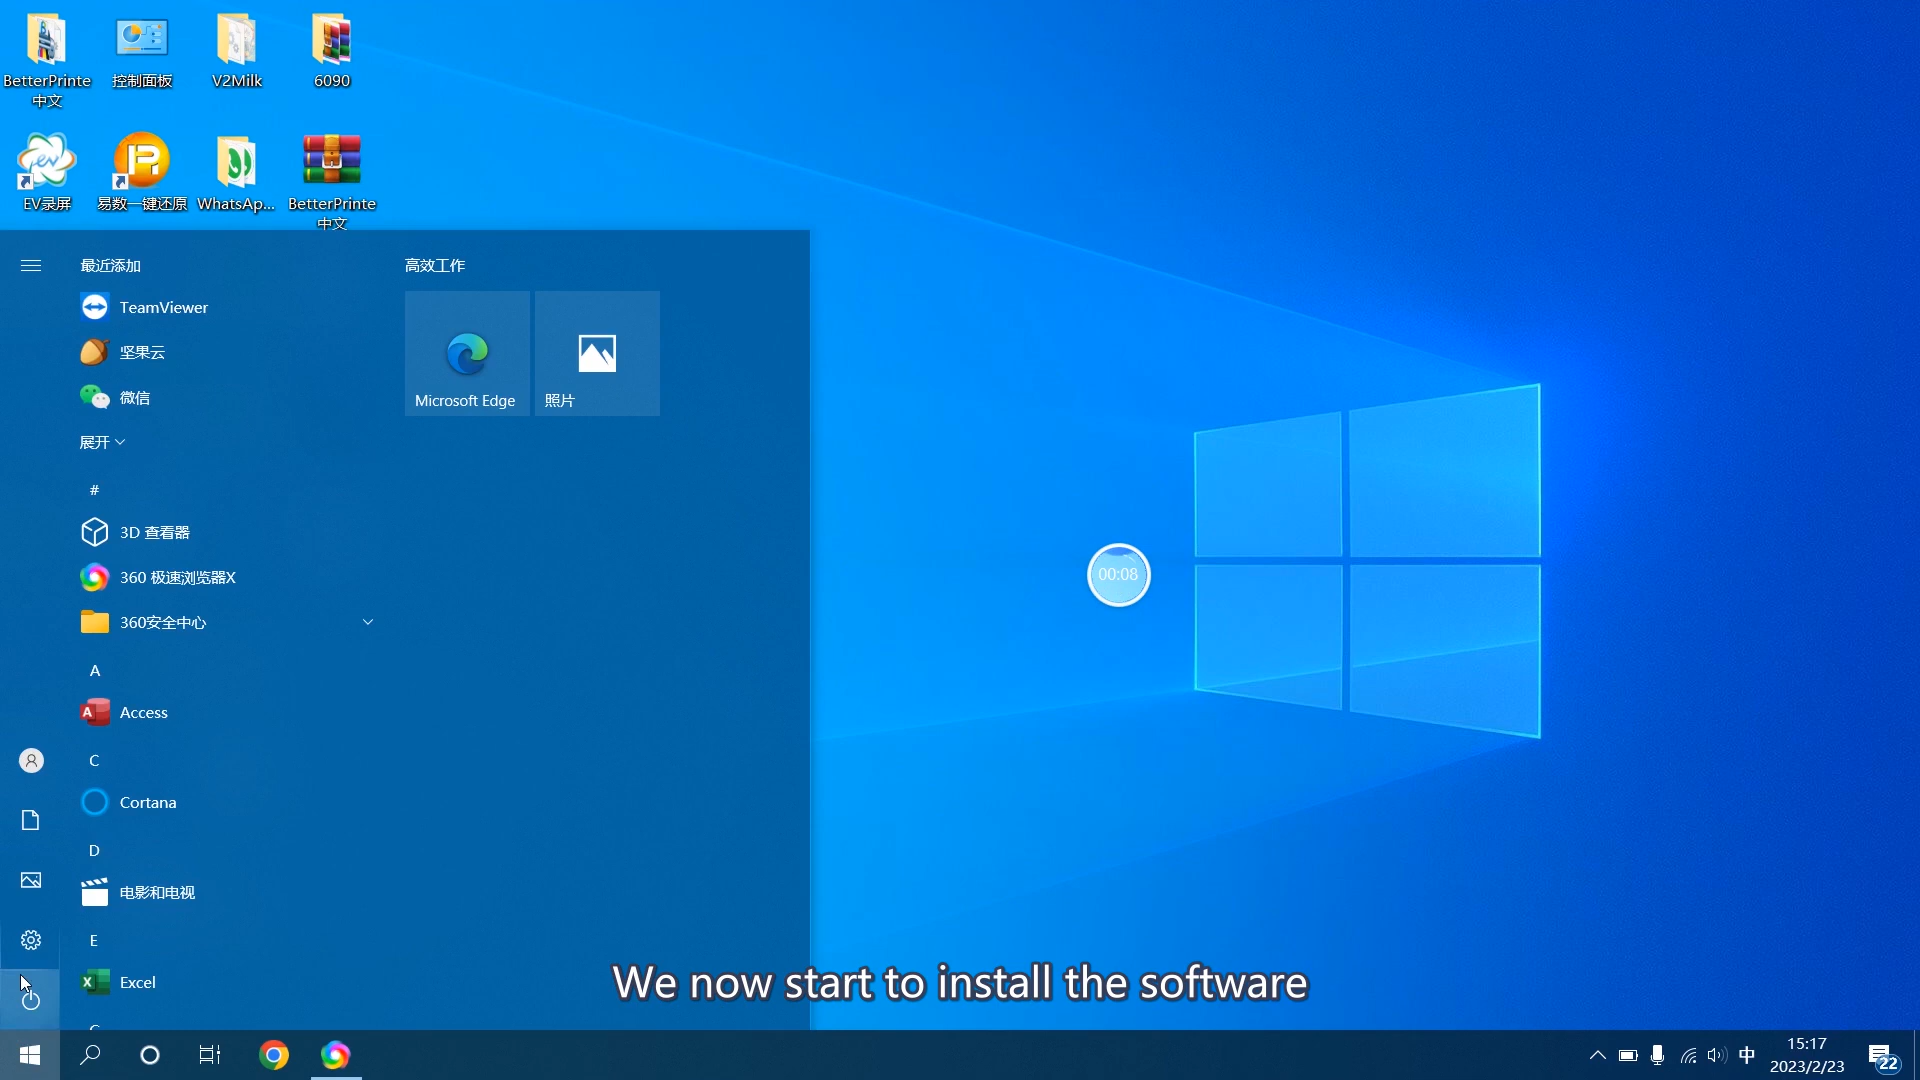 BetterPrinte
中文
控制面板
V2Milk
6090
EV录屏
易数一键还原
WhatsAp...
BetterPrinte
中文
最近添加
TeamViewer
坚果云
微信
展开
#
3D 查看器
360 极速浏览器X
360安全中心
A
Access
C
Cortana
D
电影和电视
E
Excel
高效工作
Microsoft Edge
照片
00:08
We now start to install the software
中
15:17
2023/2/23
22